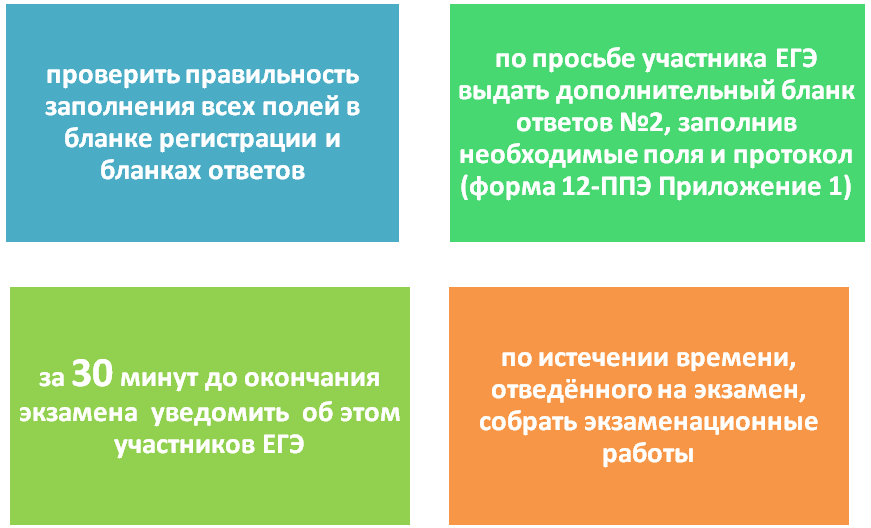 проверить правильность
заполнения всех полей в
бланке регистрации и
бланках ответов
по просьбе участника ЕГЭ
выдать дополнительный бланк
ответов №2, заполнив
необходимые поля и протокол
(форма 12-ППЭ Приложение 1)
за 30 минут до окончания
экзамена уведомить об этом
участников ЕГЭ
по истечении времени,
отведённого на экзамен,
собрать экзаменационные
работы